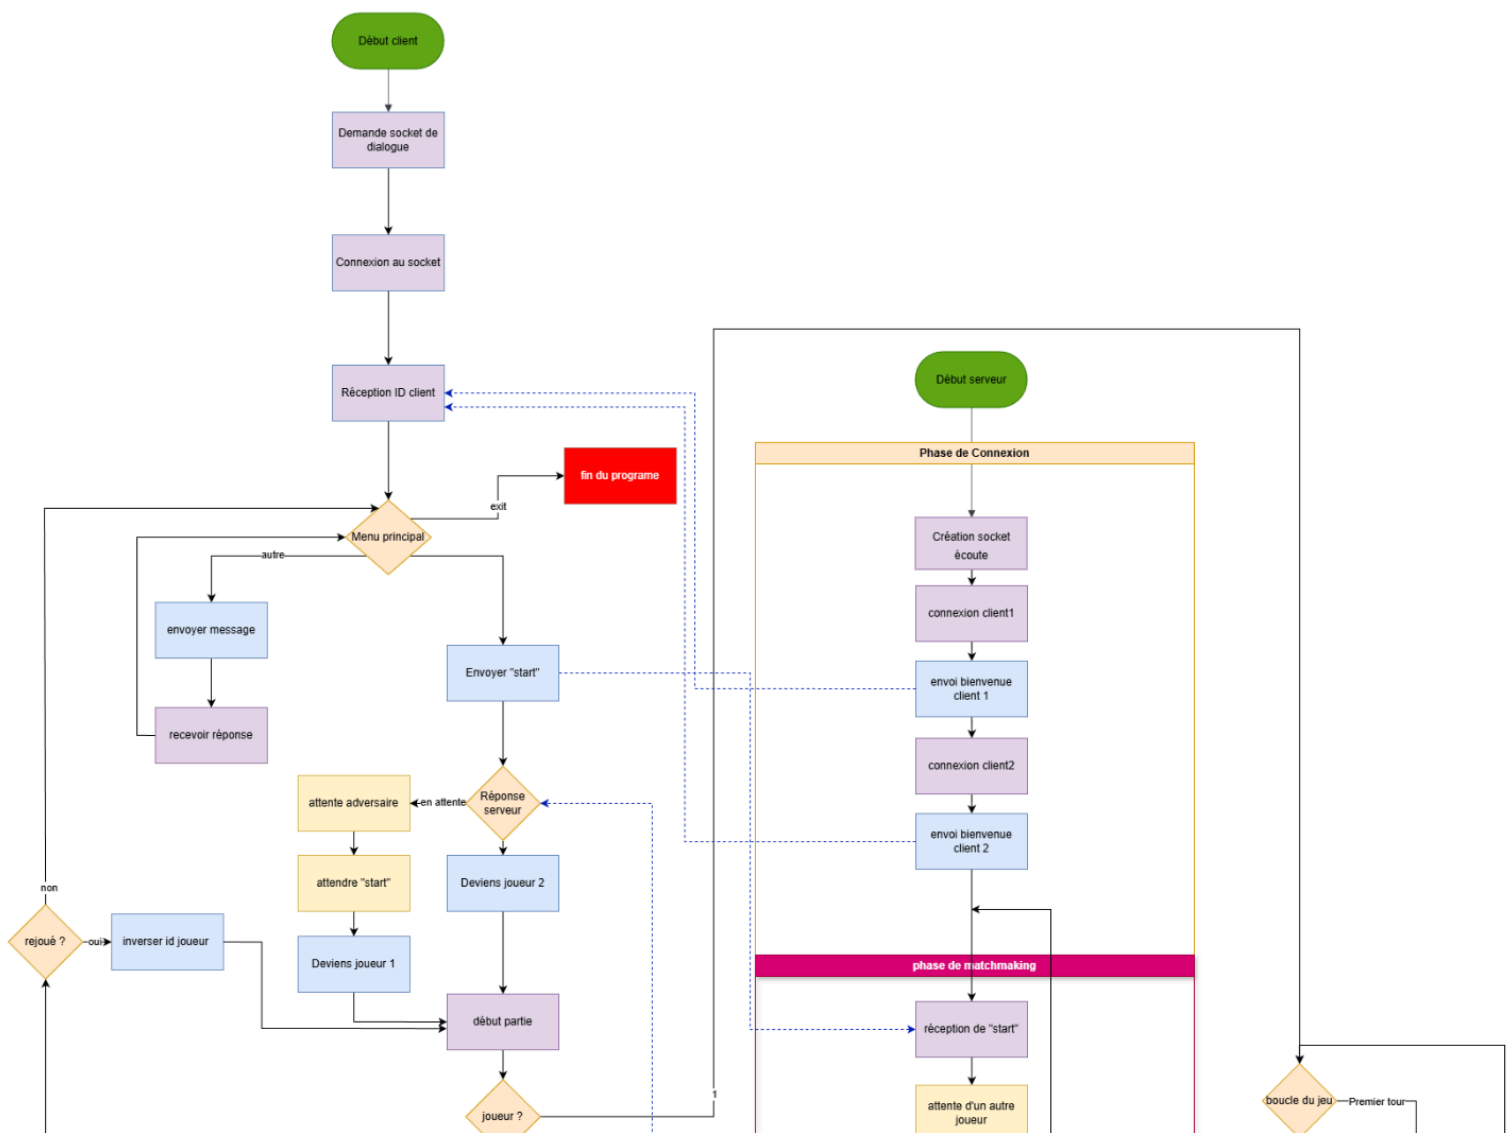 Début client
Demande socket de
dialogue
Connexion au socket
Réception ID client
Début serveur
Phase de Connexion
fin du programe
exit
Menu principal
autre
Création socket
écoute
connexion client1
envoyer message
Envoyer "start"
envoi bienvenue
client 1
recevoir réponse
connexion client2
attente adversaire
en attente
Réponse
serveur
envoi bienvenue
client 2
attendre "start"
Deviens joueur 2
non
rejoué ?
oui
inverser id joueur
Deviens joueur 1
phase de matchmaking
début partie
réception de "start"
joueur ?
1
attente d'un autre
joueur
boucle du jeu
Premier tour